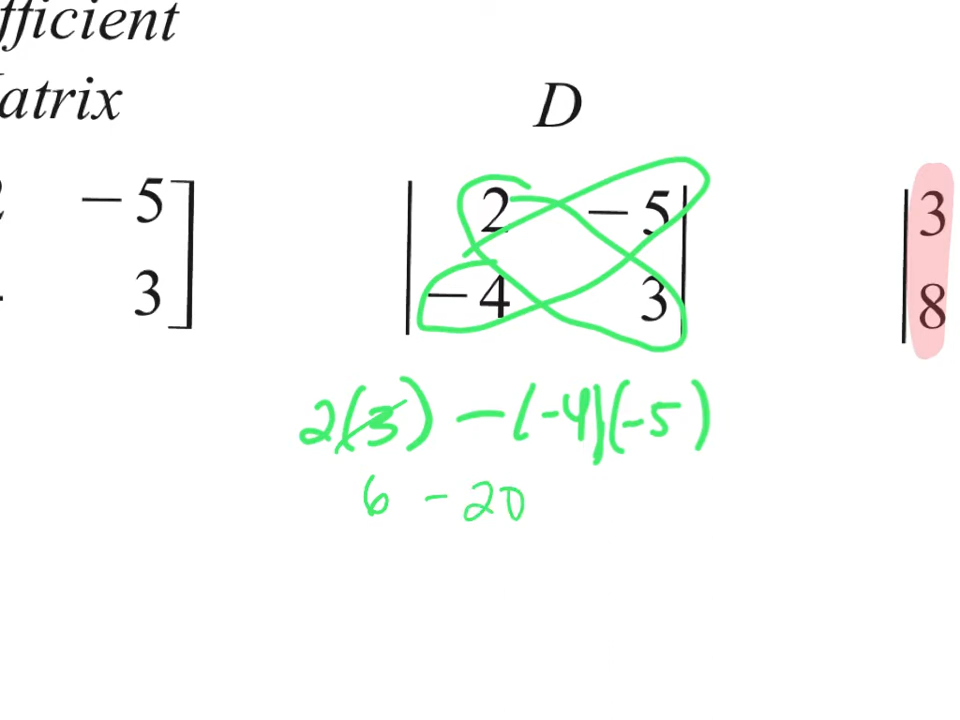 fficient
atrix
D
- 5]
3]
|2 - 5|
|- 4 3|
|3
|8
2(3) - (-4)(-5)
6 - 20